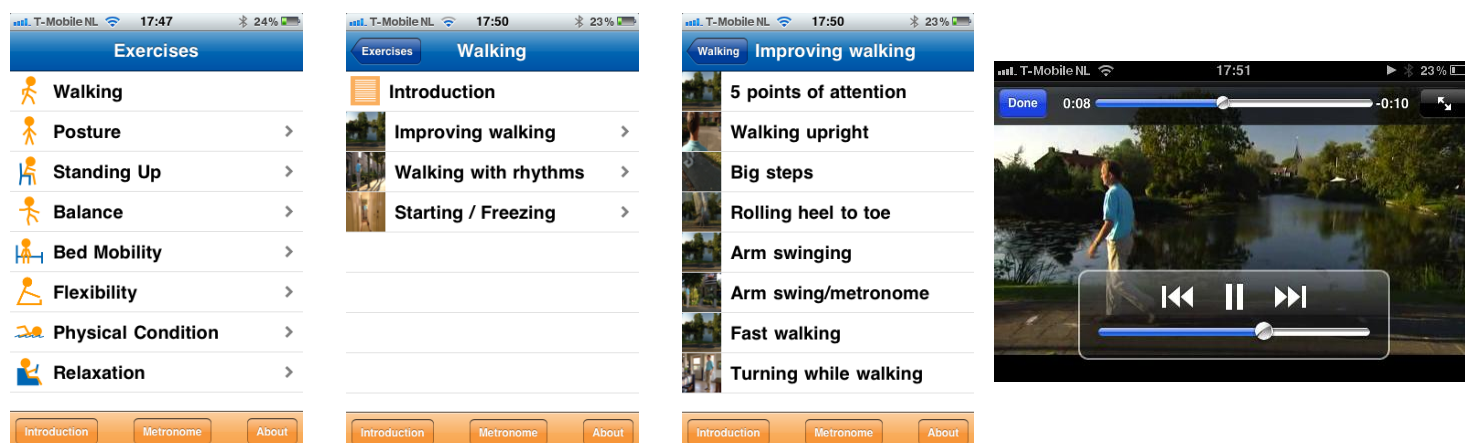 T-Mobile NL 17:47 24%
Exercises
Walking
Posture
Standing Up
Balance
Bed Mobility
Flexibility
Physical Condition
Relaxation
Introduction Metronome About
T-Mobile NL 17:50 23%
Exercises Walking
Introduction
Improving walking
Walking with rhythms
Starting / Freezing
Introduction Metronome About
T-Mobile NL 17:50 23%
Walking Improving walking
5 points of attention
Walking upright
Big steps
Rolling heel to toe
Arm swinging
Arm swing/metronome
Fast walking
Turning while walking
Introduction Metronome About
T-Mobile NL 17:51 23%
Done 0:08 -0:10